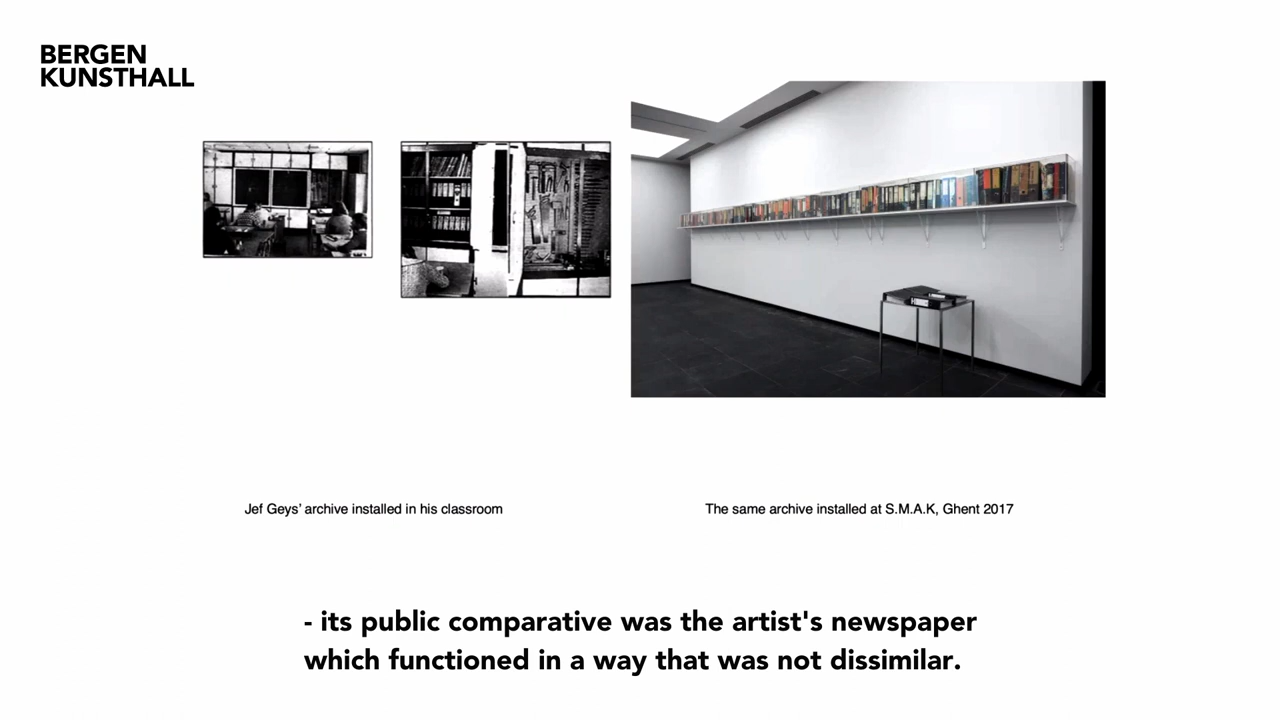 BERGEN
KUNSTHALL
Jef Geys’ archive installed in his classroom
The same archive installed at S.M.A.K, Ghent 2017
- its public comparative was the artist's newspaper
which functioned in a way that was not dissimilar.